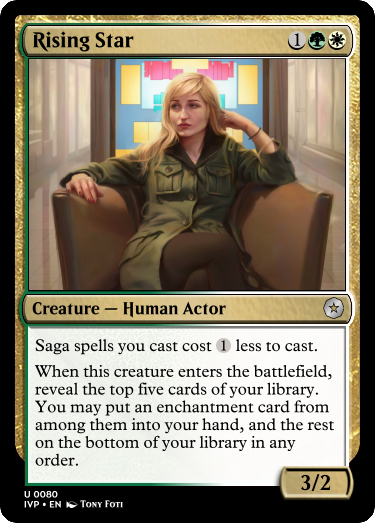 Rising Star
1
Creature — Human Actor
Saga spells you cast cost 1 less to cast.
When this creature enters the battlefield,
reveal the top five cards of your library.
You may put an enchantment card from
among them into your hand, and the rest
on the bottom of your library in any
order.
3/2
U 0080
IVP • EN Tony Foti